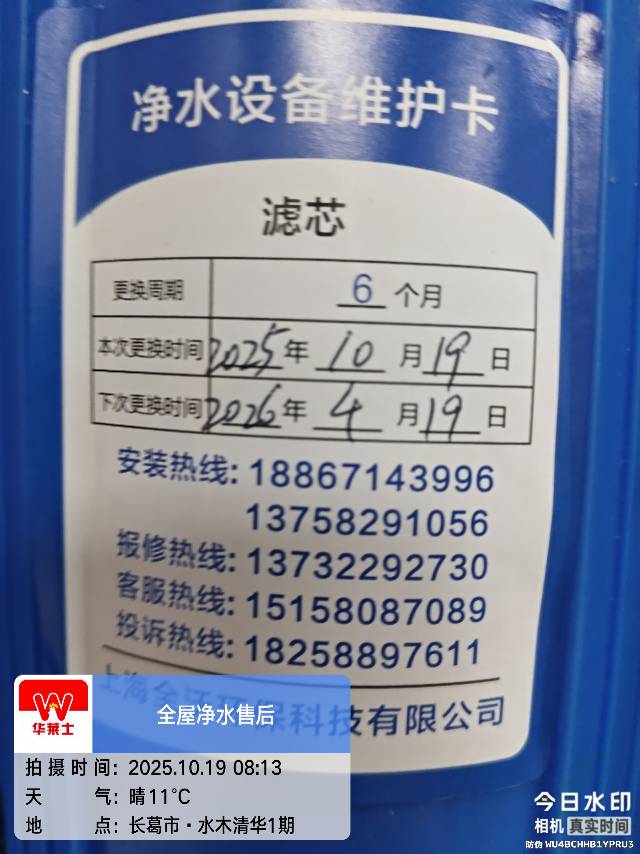 净水设备维护卡
滤芯
更换周期 6 个月
本次更换时间 2025 年 10 月 19 日
下次更换时间 2026 年 4 月 19 日
安装热线: 18867143996
13758291056
报修热线: 13732292730
客服热线: 15158087089
投诉热线: 18258897611
上海全江环保科技有限公司
华莱士
全屋净水售后
拍摄时间: 2025.10.19 08:13
天气: 晴11℃
地点: 长葛市·水木清华1期
今日水印
相机 真实时间
防伪 WU4BCHHB1YPRU3